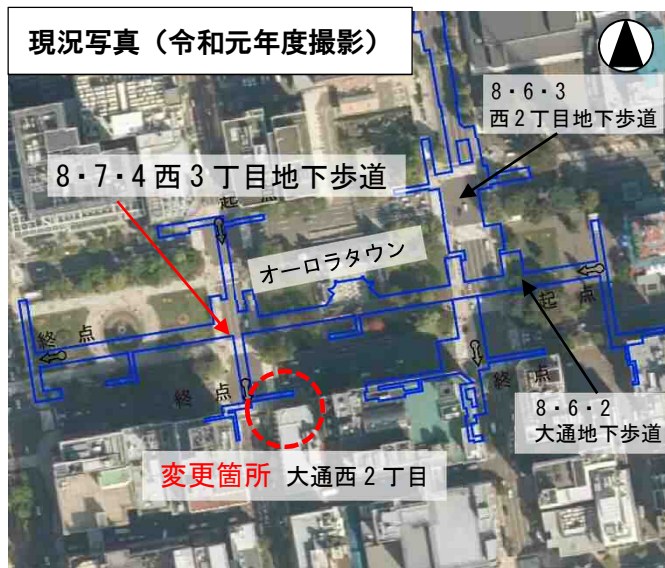 現況写真（令和元年度撮影）
8・6・3
西2丁目地下歩道
8・7・4西3丁目地下歩道
起点
オーロラタウン
起点
終点
終点
終点
8・6・2
大通地下歩道
変更箇所 大通西2丁目